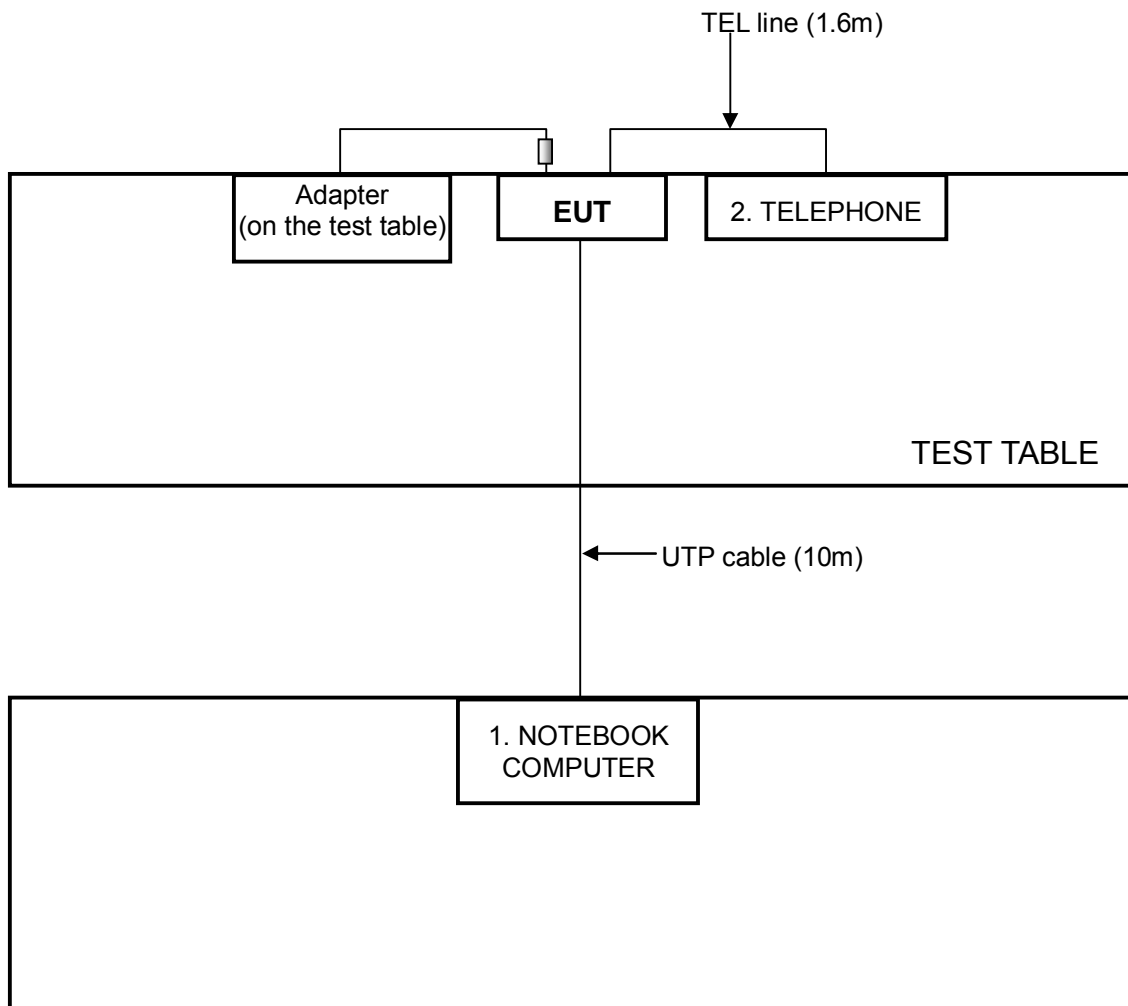 TEL line (1.6m)
Adapter
(on the test table)
EUT
2. TELEPHONE
TEST TABLE
UTP cable (10m)
1. NOTEBOOK
COMPUTER